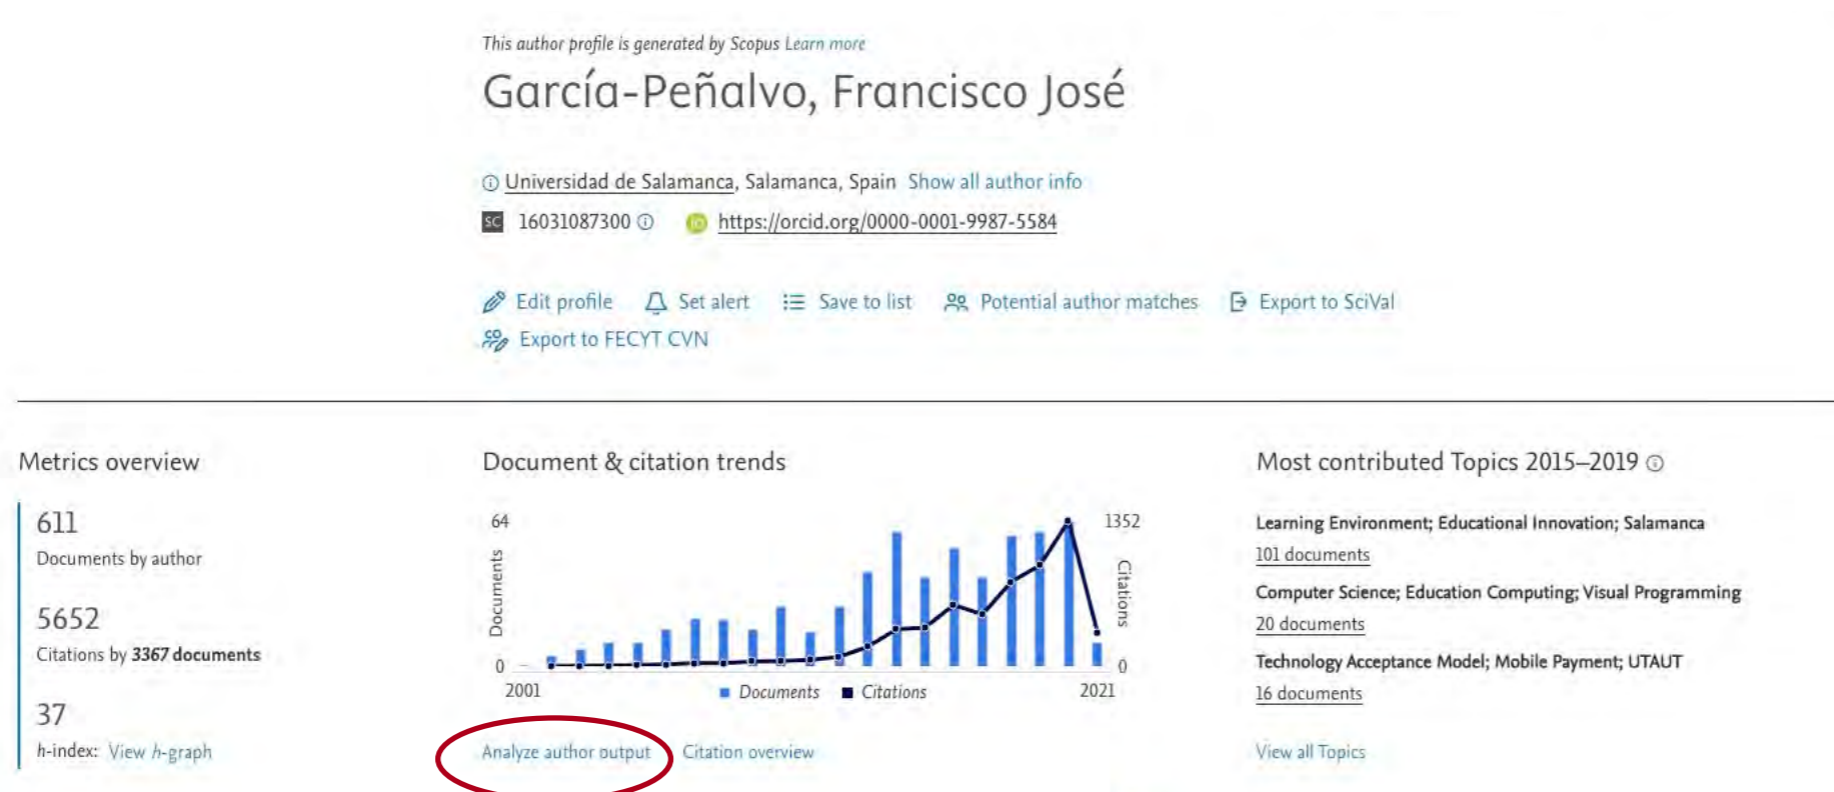 This author profile is generated by Scopus Learn more
García-Peñalvo, Francisco José
Universidad de Salamanca, Salamanca, Spain Show all author info
SC 16031087300 iD https://orcid.org/0000-0001-9987-5584
Edit profile Set alert Save to list Potential author matches Export to SciVal
Export to FECYT CVN
Metrics overview
611
Documents by author
5652
Citations by 3367 documents
37
h-index: View h-graph
Document & citation trends
64
1352
Documents
Citations
0
0
2001
2021
Documents Citations
Analyze author output Citation overview
Most contributed Topics 2015–2019
Learning Environment; Educational Innovation; Salamanca
101 documents
Computer Science; Education Computing; Visual Programming
20 documents
Technology Acceptance Model; Mobile Payment; UTAUT
16 documents
View all Topics